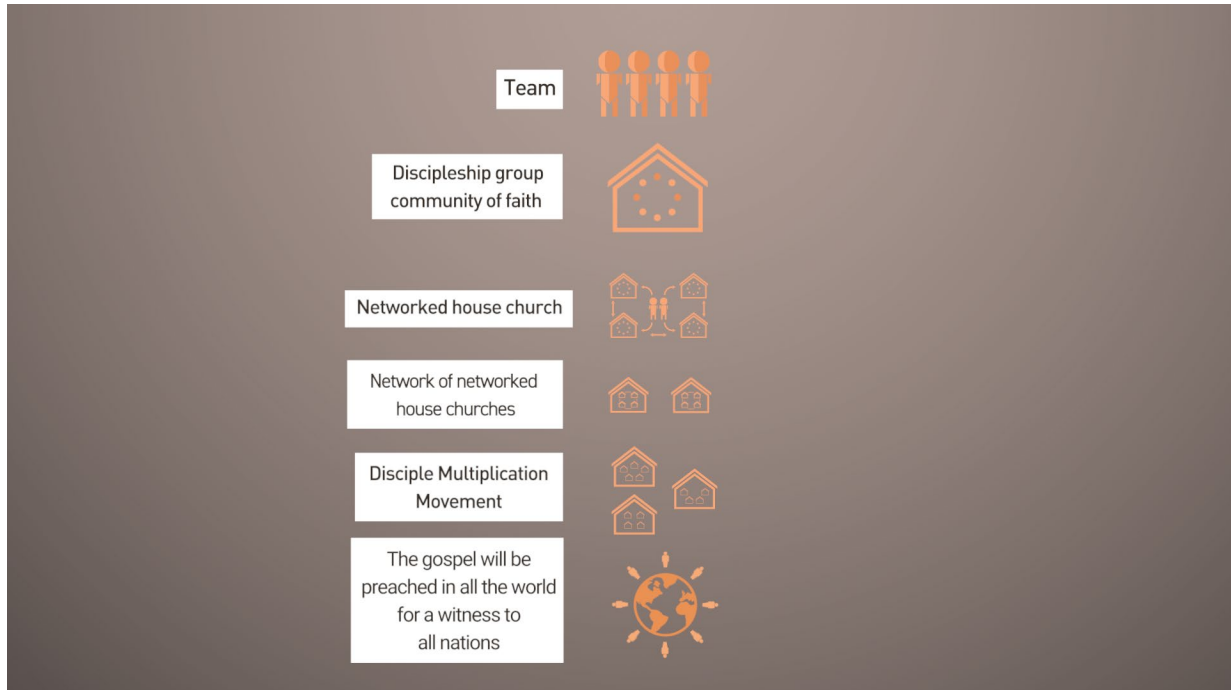 Team
Discipleship group
community of faith
Networked house church
Network of networked
house churches
Disciple Multiplication
Movement
The gospel will be
preached in all the world
for a witness to
all nations